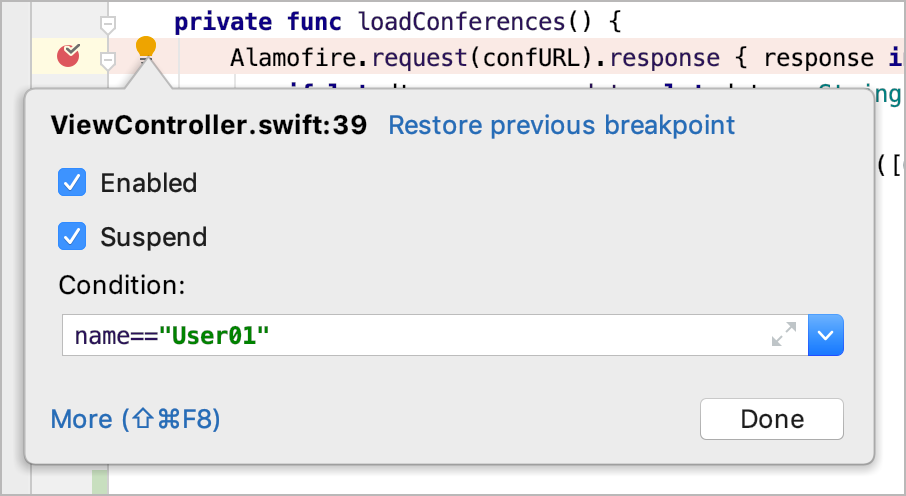 private func loadConferences() {
Alamofire.request(confURL).response { response i
String
([
ViewController.swift:39 Restore previous breakpoint
Enabled
Suspend
Condition:
name=="User01"
More (⇧⌘F8)
Done